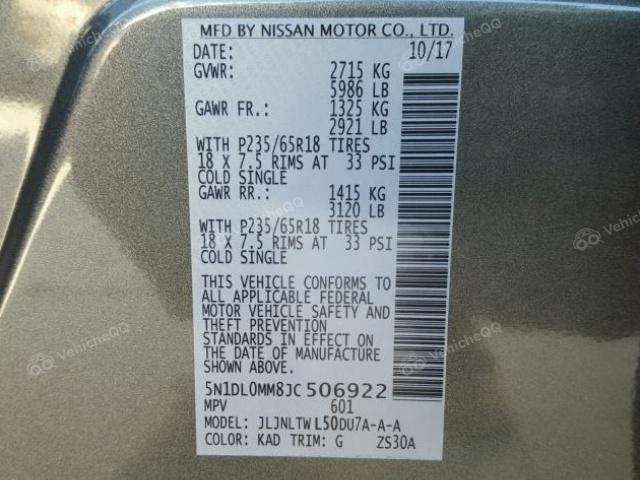 MFD BY NISSAN MOTOR CO., LTD.
DATE: 10/17
GVWR: 2715 KG
5986 LB
GAWR FR.: 1325 KG
2921 LB
WITH P235/65R18 TIRES
18 X 7.5 RIMS AT 33 PSI
COLD SINGLE
GAWR RR.: 1415 KG
3120 LB
WITH P235/65R18 TIRES
18 X 7.5 RIMS AT 33 PSI
COLD SINGLE
THIS VEHICLE CONFORMS TO
ALL APPLICABLE FEDERAL
MOTOR VEHICLE SAFETY AND
THEFT PREVENTION
STANDARDS IN EFFECT ON
THE DATE OF MANUFACTURE
SHOWN ABOVE.
5N1DL0MM8JC506922
MPV 601
MODEL: JLJNLTWL50DU7A-A-A
COLOR: KAD TRIM: G ZS30A
VehicleQQ